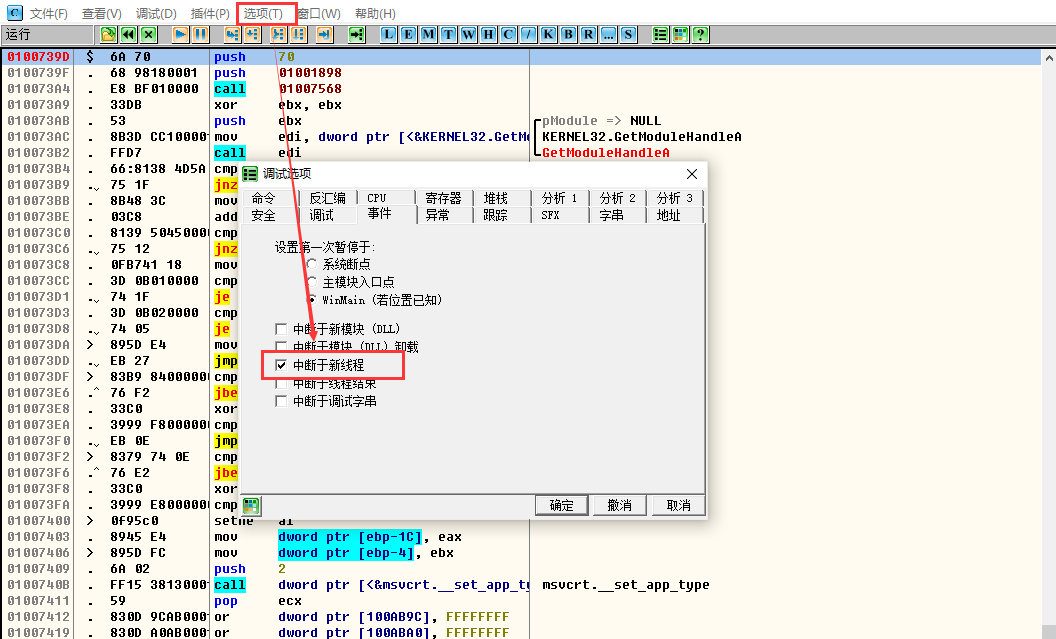 C 文件(F) 查看(V) 调试(D) 插件(P) 选项(T) 窗口(W) 帮助(H)
运行 L E M T W H C / K B R ... S ?
0100739D $ 6A 70 push 70
0100739F . 68 98180001 push 01001898
010073A4 . E8 BF010000 call 01007568
010073A9 . 33DB xor ebx, ebx
010073AB . 53 push ebx pModule => NULL
010073AC . 8B3D CC1000 mov edi, dword ptr [<&KERNEL32.GetM KERNEL32.GetModuleHandleA
010073B2 . FFD7 call edi GetModuleHandleA
010073B4 . 66:8138 4D5A cmp
010073B9 . 75 1F jnz
010073BB . 8B48 3C mov
010073BE . 03C8 add
010073C0 . 8139 5045000 cmp
010073C6 . 75 12 jnz
010073C8 . 0FB741 18 mov
010073CC . 3D 0B010000 cmp
010073D1 . 74 1F je
010073D3 . 3D 0B020000 cmp
010073D8 . 74 05 je
010073DA > 895D E4 mov
010073DD . EB 27 jmp
010073DF > 83B9 8400000 cmp
010073E6 .^ 76 F2 jbe
010073E8 . 33C0 xor
010073EA . 3999 F800000 cmp
010073F0 . EB 0E jmp
010073F2 > 8379 74 0E cmp
010073F6 .^ 76 E2 jbe
010073F8 . 33C0 xor
010073FA . 3999 E800000 cmp
01007400 > 0f95c0 setne al
01007403 . 8945 E4 mov dword ptr [ebp-1C], eax
01007406 > 895D FC mov dword ptr [ebp-4], ebx
01007409 . 6A 02 push 2
0100740B . FF15 3813000 call dword ptr [<&msvcrt.__set_app_t msvcrt.__set_app_type
01007411 . 59 pop ecx
01007412 . 830D 9CAB000 or dword ptr [100AB9C], FFFFFFFF
01007419 . 830D A0AB000 or dword ptr [100ABA0], FFFFFFFF
调试选项
命令 反汇编 CPU 寄存器 堆栈 分析 1 分析 2 分析 3
安全 调试 事件 异常 跟踪 SFX 字串 地址
设置第一次暂停于:
系统断点
主模块入口点
WinMain (若位置已知)
中断于新模块 (DLL)
中断于模块 (DLL) 卸载
中断于新线程
中断于线程结束
中断于调试字串
确定 撤消 取消